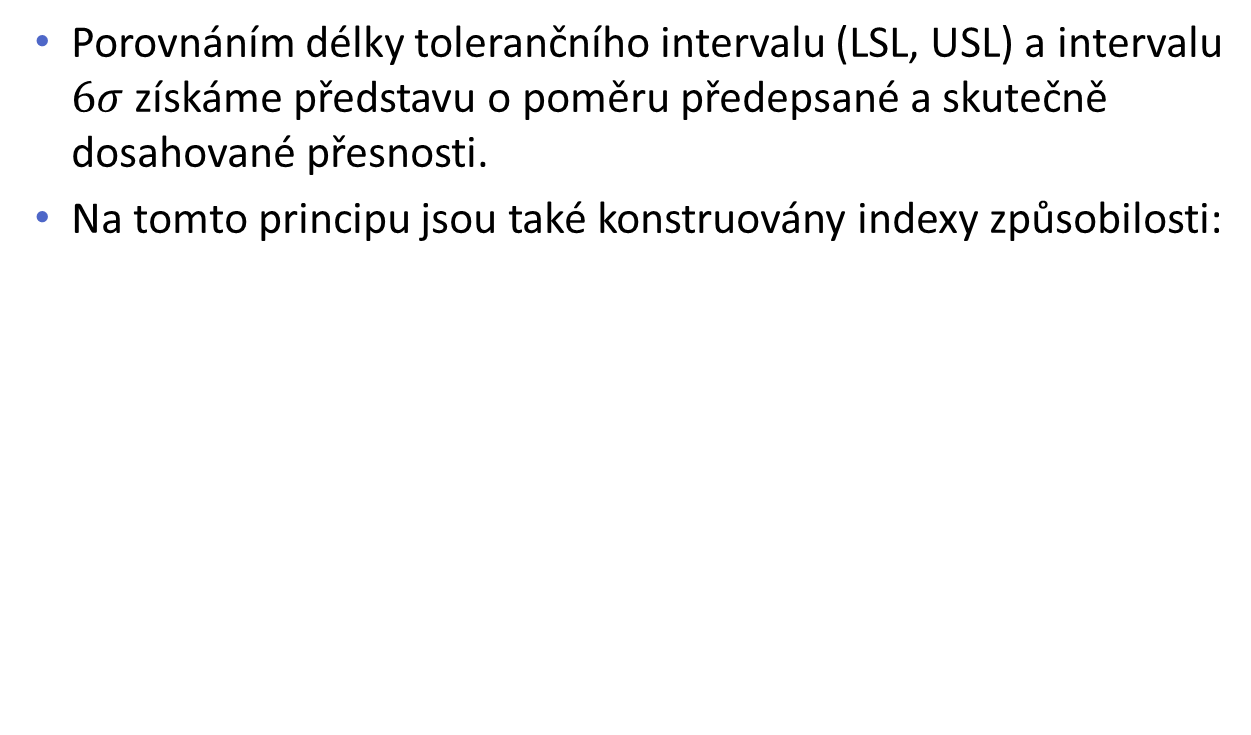 • Porovnáním délky tolerančního intervalu (LSL, USL) a intervalu
6σ získáme představu o poměru předepsané a skutečně
dosahované přesnosti.
• Na tomto principu jsou také konstruovány indexy způsobilosti: